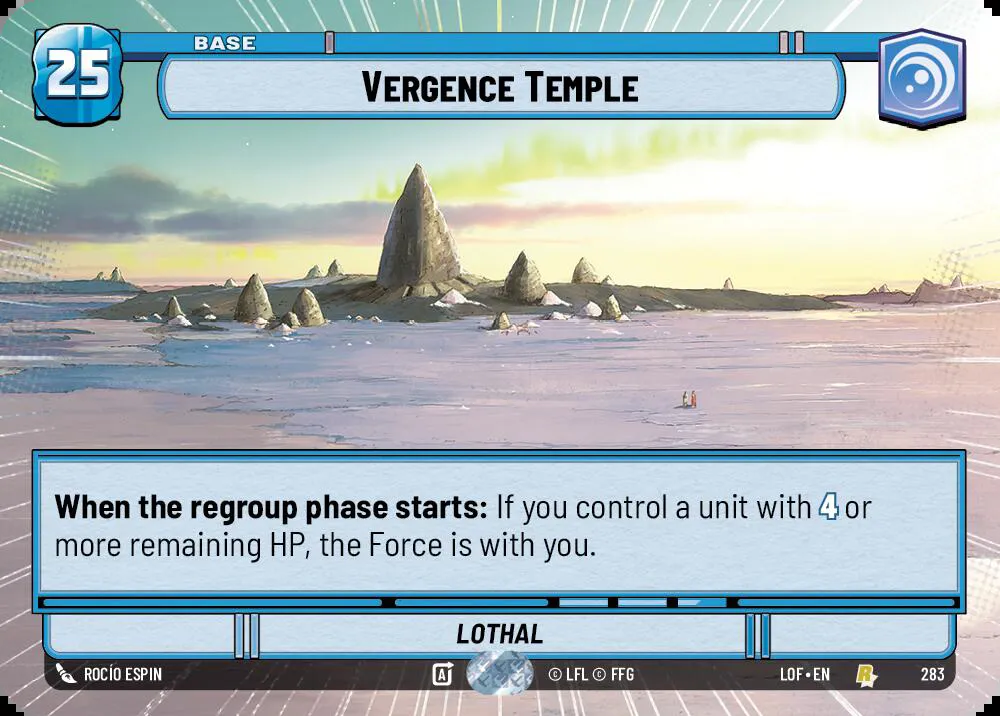 25
BASE
VERGENCE TEMPLE
When the regroup phase starts: If you control a unit with 4 or
more remaining HP, the Force is with you.
LOTHAL
ROCÍO ESPIN
A
© LFL © FFG
LOF • EN
R
283